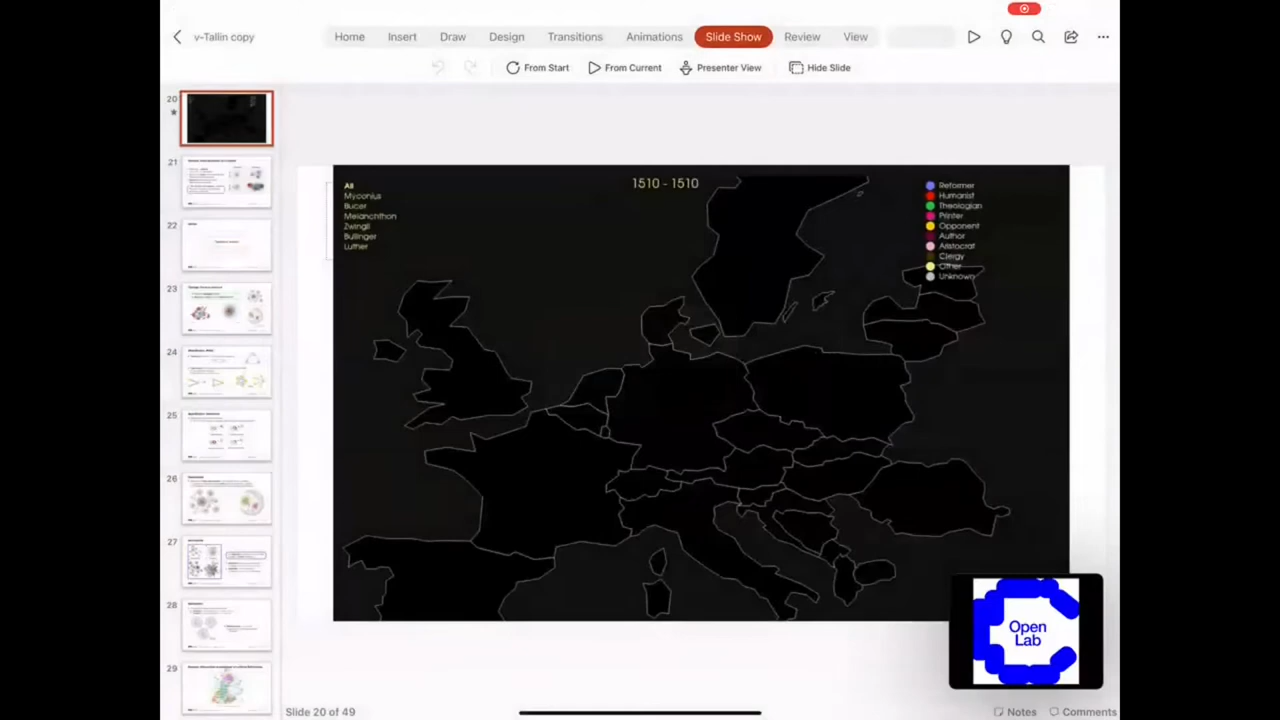 v-Tallin copy
Home
Insert
Draw
Design
Transitions
Animations
Slide Show
Review
View
From Start
From Current
Presenter View
Hide Slide
20
21
22
23
24
25
26
27
28
29
All
Myconius
Bucer
Melanchthon
Zwingli
Bullinger
Luther
1510 - 1510
Reformer
Humanist
Theologian
Printer
Opponent
Author
Aristocrat
Clergy
Other
Unknown
Open
Lab
Slide 20 of 49
Notes
Comments